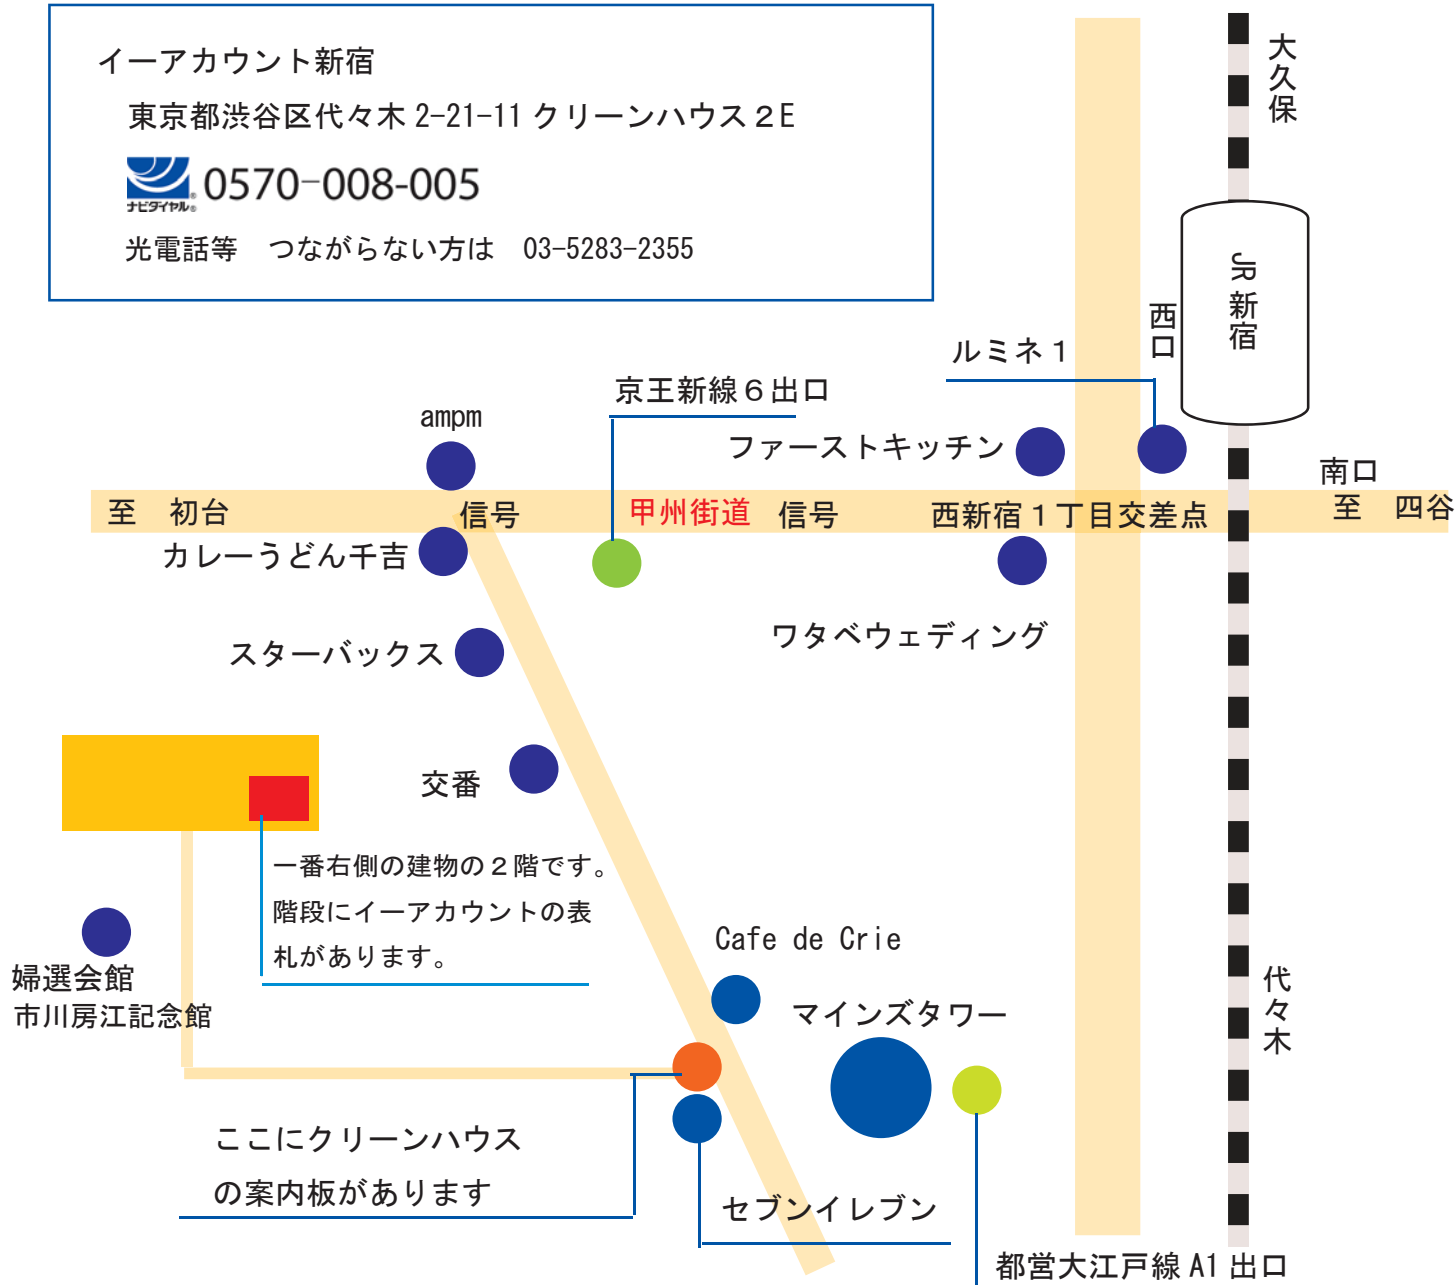 イーアカウント新宿
東京都渋谷区代々木 2-21-11 クリーンハウス２E
ナビダイヤル® 0570-008-005
光電話等　つながらない方は　03-5283-2355
大久保
JR 新宿
西口
ルミネ１
京王新線６出口
ampm
ファーストキッチン
南口
至　初台
信号
甲州街道
信号
西新宿１丁目交差点
至　四谷
カレーうどん千吉
ワタベウェディング
スターバックス
交番
一番右側の建物の２階です。
階段にイーアカウントの表
札があります。
Cafe de Crie
婦選会館
市川房江記念館
マインズタワー
代々木
ここにクリーンハウス
の案内板があります
セブンイレブン
都営大江戸線 A1 出口